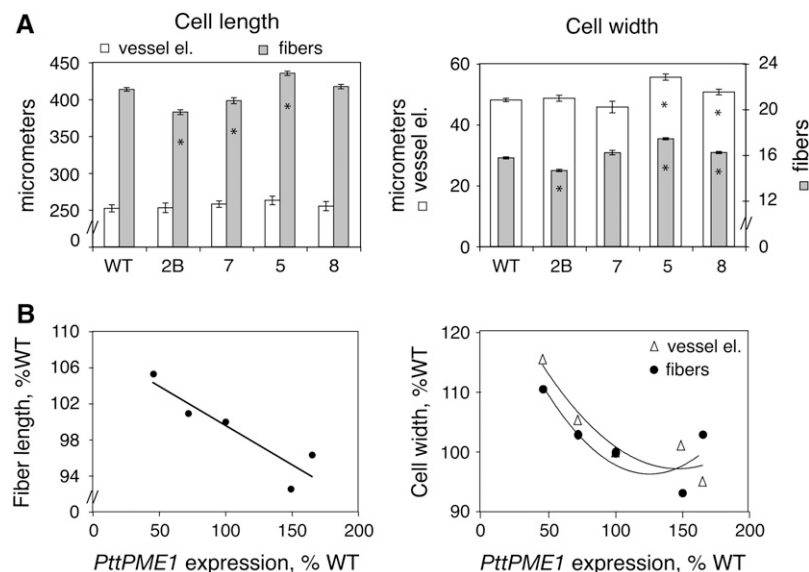 A
Cell length
Cell width
vessel el.
fibers
micrometers
450
400
350
300
250
0
WT
2B
7
5
8
*
*
*
micrometers
vessel el.
60
40
20
0
24
20
16
12
0
fibers
WT
2B
7
5
8
*
*
*
*
*
B
Fiber length, %WT
110
106
102
98
94
0
0
50
100
150
200
PttPME1 expression, % WT
Cell width, %WT
120
110
100
90
vessel el.
fibers
0
50
100
150
200
PttPME1 expression, % WT